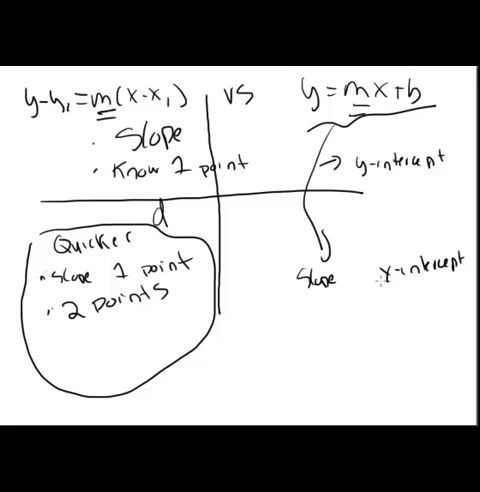 y-y₁=m(x-x₁)
vs
y=mx+b
· Slope
· Know 1 point
→ y-intercept
d
Quicker
· Slope 1 point
· 2 points
Slope
x-intercept